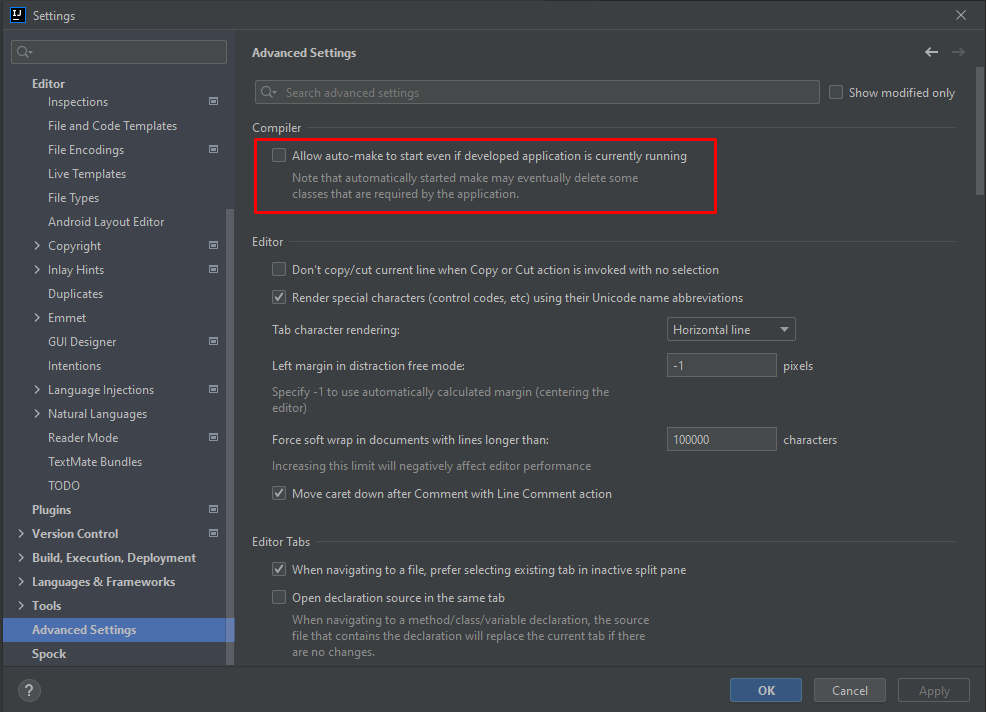 IJ
Settings
Editor
Inspections
File and Code Templates
File Encodings
Live Templates
File Types
Android Layout Editor
Copyright
Inlay Hints
Duplicates
Emmet
GUI Designer
Intentions
Language Injections
Natural Languages
Reader Mode
TextMate Bundles
TODO
Plugins
Version Control
Build, Execution, Deployment
Languages & Frameworks
Tools
Advanced Settings
Spock
Advanced Settings
Search advanced settings
Show modified only
Compiler
Allow auto-make to start even if developed application is currently running
Note that automatically started make may eventually delete some
classes that are required by the application.
Editor
Don't copy/cut current line when Copy or Cut action is invoked with no selection
Render special characters (control codes, etc) using their Unicode name abbreviations
Tab character rendering: Horizontal line
Left margin in distraction free mode: -1 pixels
Specify -1 to use automatically calculated margin (centering the
editor)
Force soft wrap in documents with lines longer than: 100000 characters
Increasing this limit will negatively affect editor performance
Move caret down after Comment with Line Comment action
Editor Tabs
When navigating to a file, prefer selecting existing tab in inactive split pane
Open declaration source in the same tab
When navigating to a method/class/variable declaration, the source
file that contains the declaration will replace the current tab if there
are no changes.
?
OK
Cancel
Apply